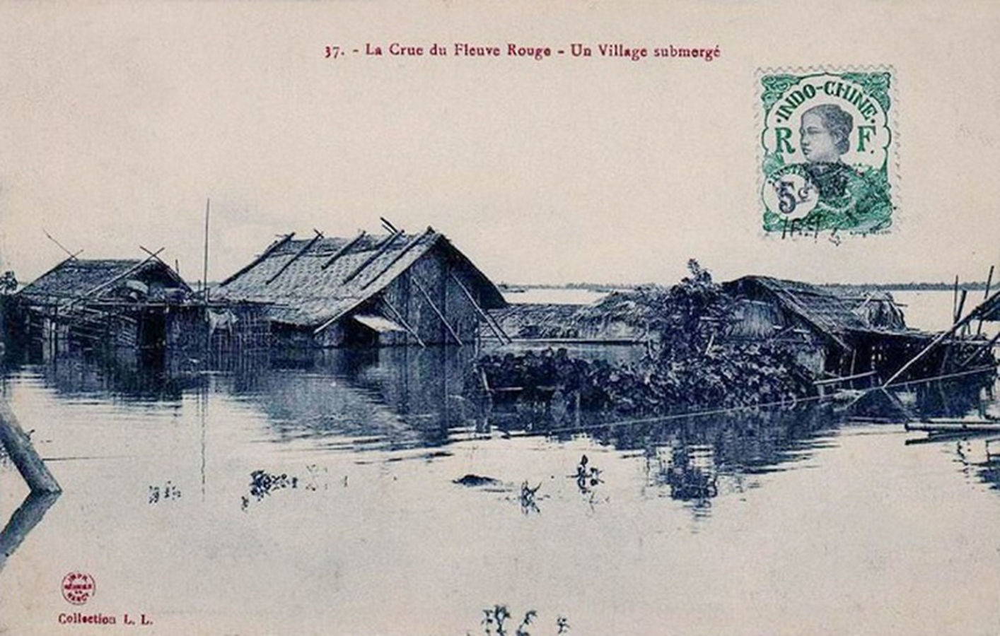 37. - La Crue du Fleuve Rouge - Un Village submergé
INDO-CHINE
R F.
5c
Collection L. L.